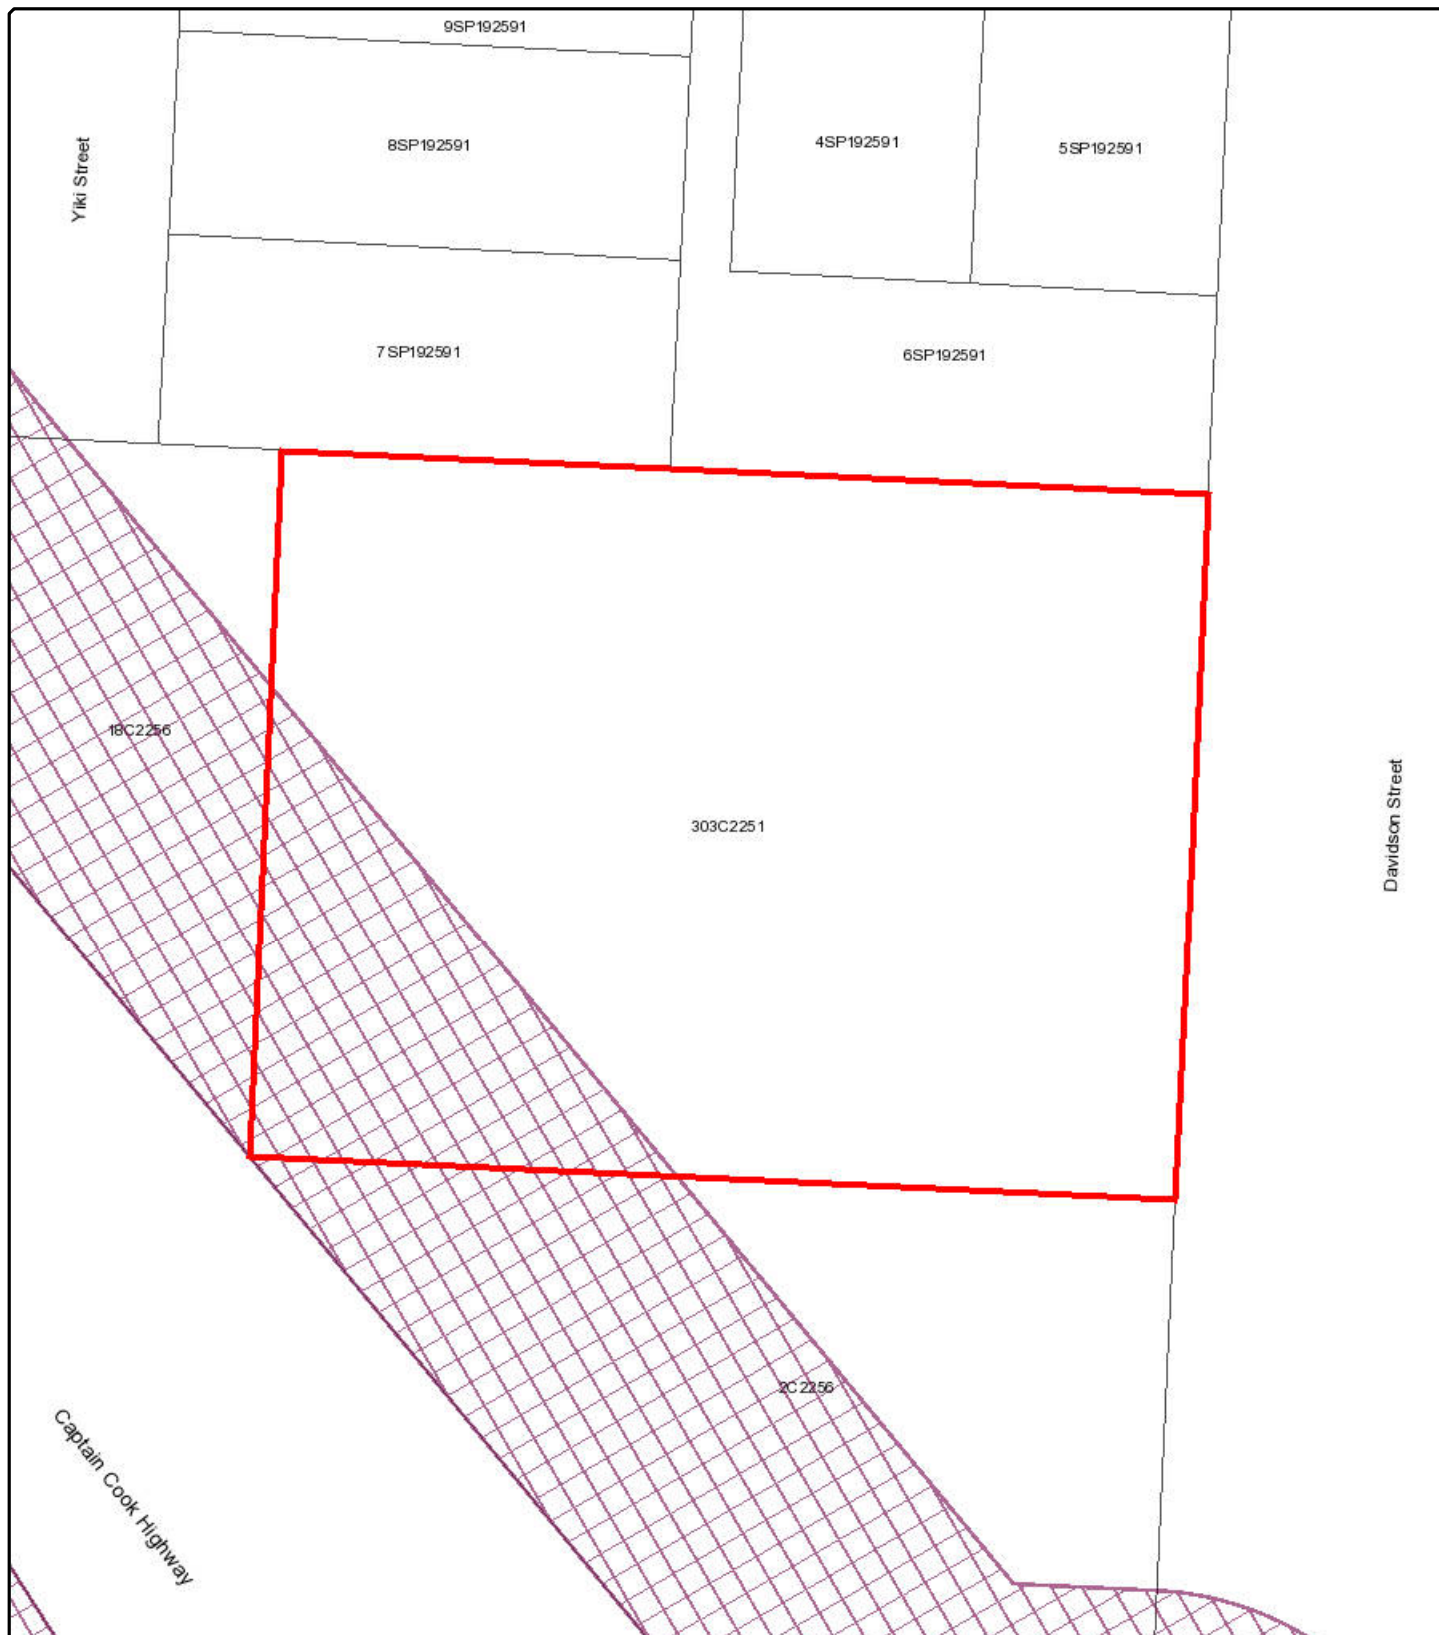 9SP192591
8SP192591
4SP192591
5SP192591
Yiki Street
7SP192591
6SP192591
18C2256
303C2251
Davidson Street
2C2256
Captain Cook Highway